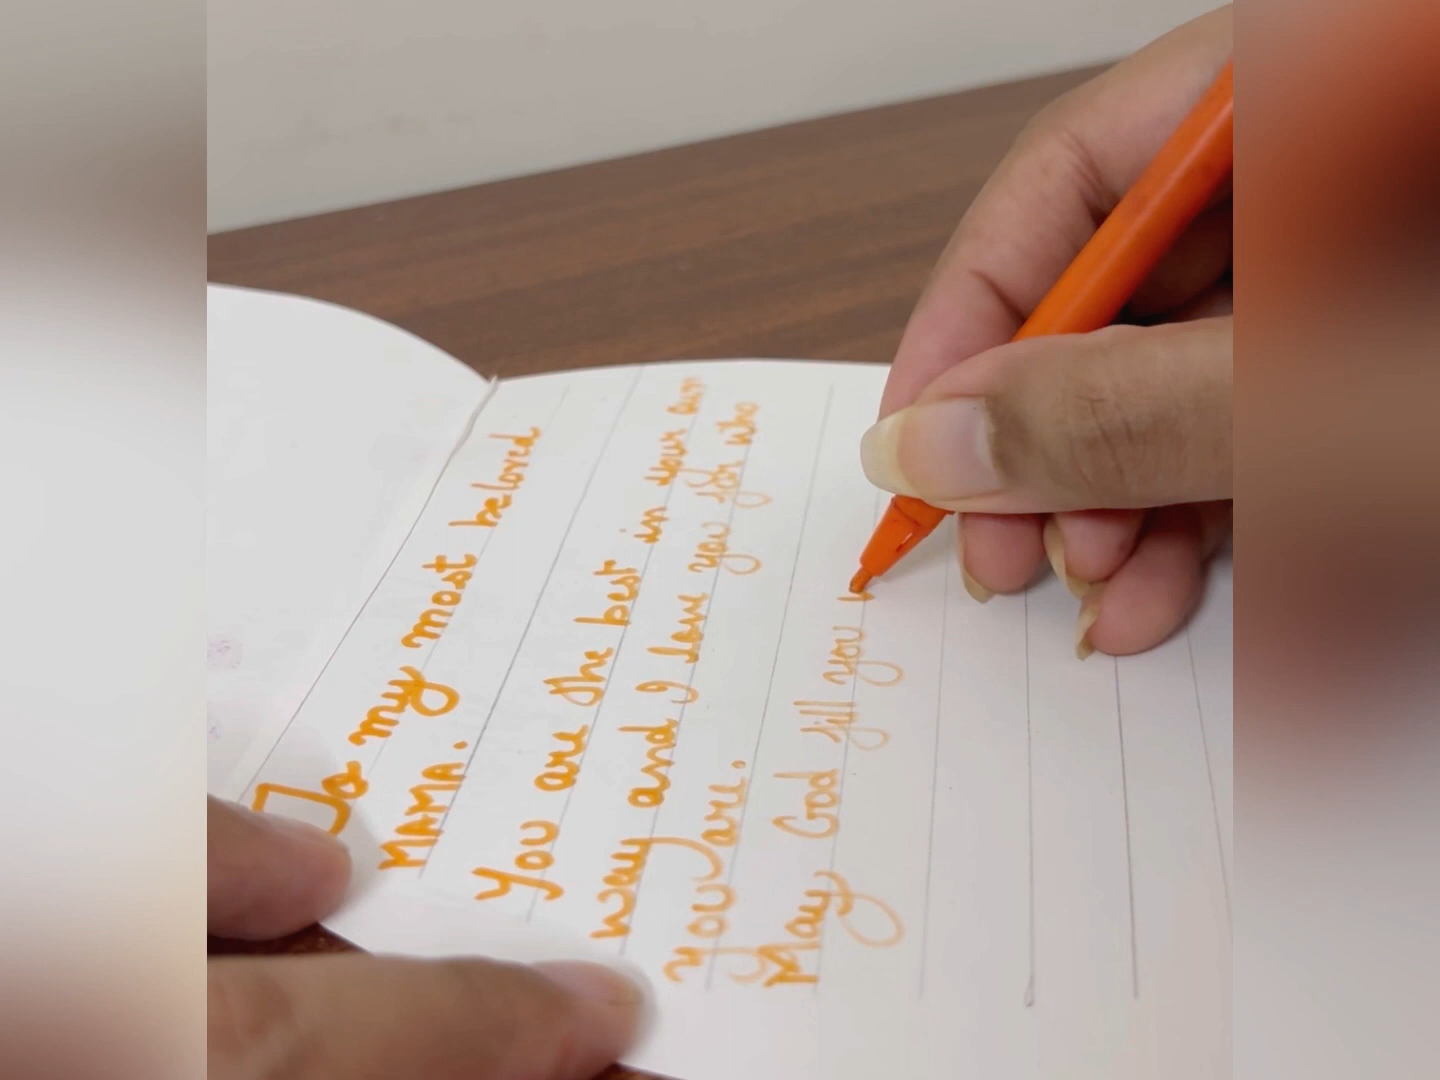 To my most beloved
MAMA.
You are the best in your own
way and I love you for who
you are.
May God fill you